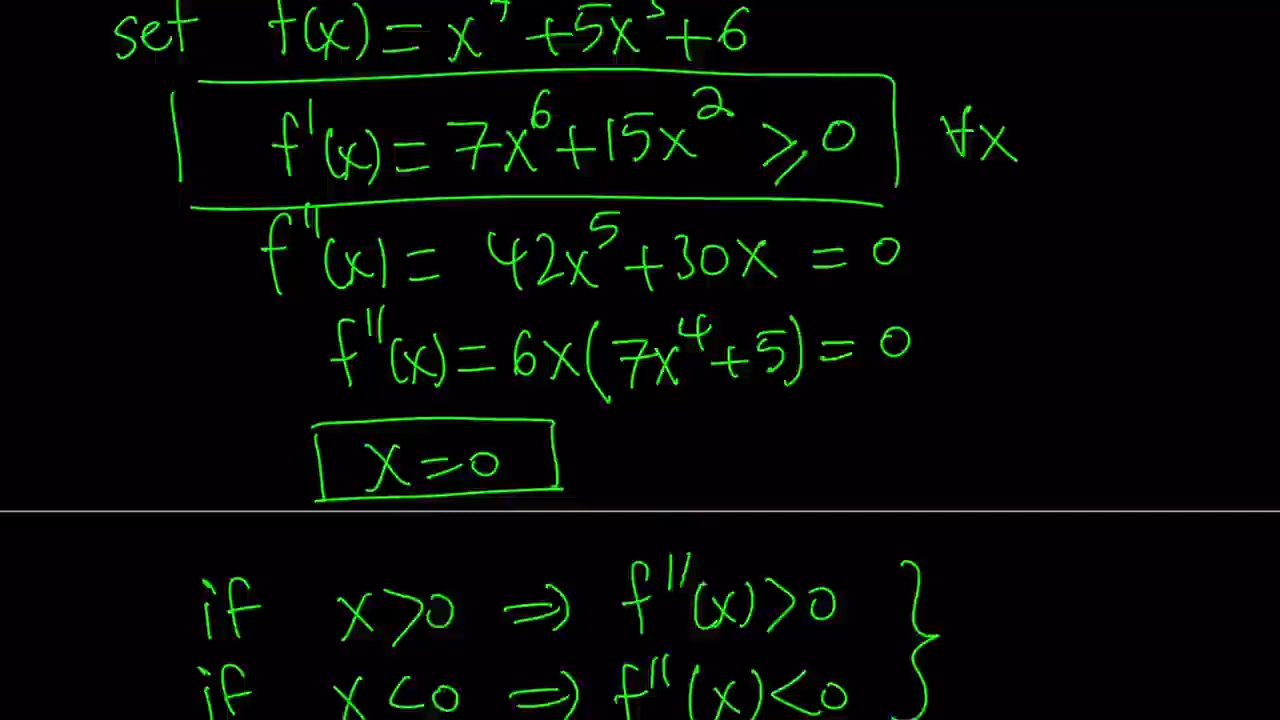 set f(x) = x⁷ + 5x³ + 6
f'(x) = 7x⁶ + 15x² ⩾ 0 ∀x
f''(x) = 42x⁵ + 30x = 0
f''(x) = 6x(7x⁴ + 5) = 0
x = 0
if x > 0 ⇒ f''(x) > 0 }
if x < 0 ⇒ f''(x) < 0